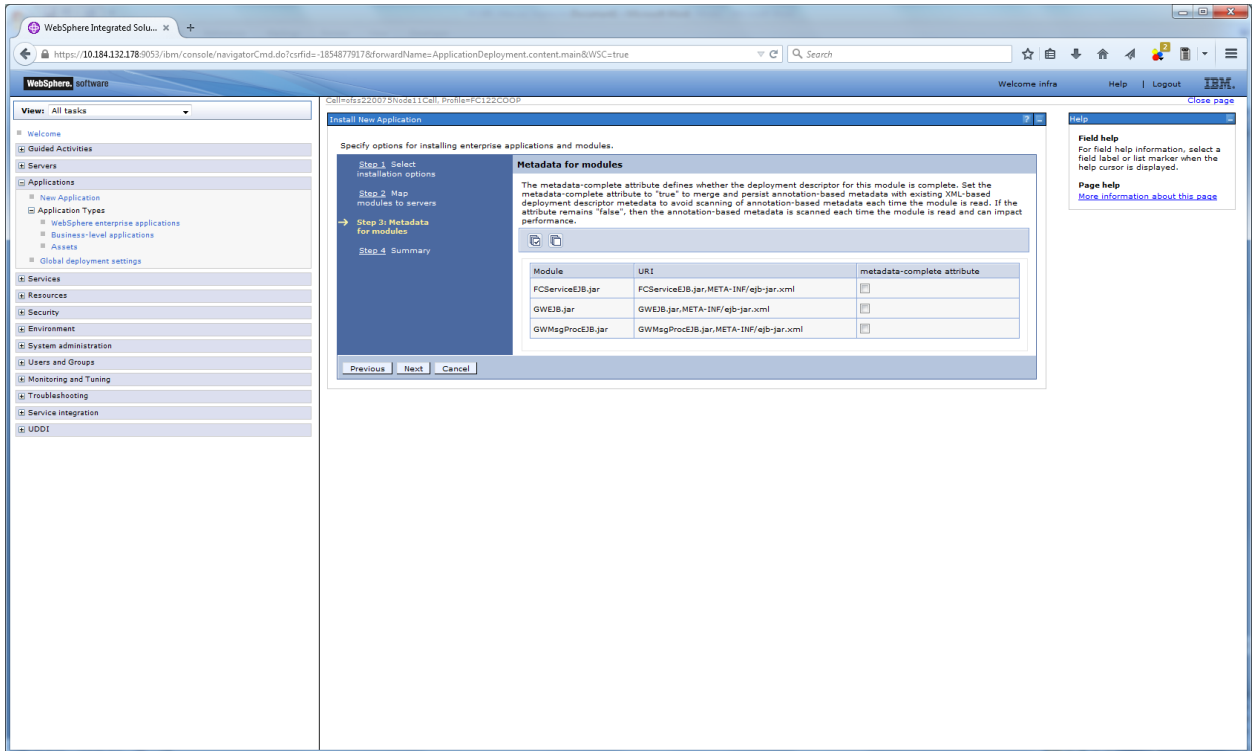 WebSphere Integrated Solu...
https://10.184.132.178:9053/ibm/console/navigatorCmd.do?csrfid=-1854877917&forwardName=ApplicationDeployment.content.main&WSC=true
Search
2
WebSphere. software
Welcome infra
Help | Logout
IBM.
View: All tasks
Welcome
Guided Activities
Servers
Applications
New Application
Application Types
WebSphere enterprise applications
Business-level applications
Assets
Global deployment settings
Services
Resources
Security
Environment
System administration
Users and Groups
Monitoring and Tuning
Troubleshooting
Service integration
UDDI
Cell=ofss220075Node11Cell, Profile=FC122COOP
Close page
Install New Application
Specify options for installing enterprise applications and modules.
Step 1 Select
installation options
Step 2 Map
modules to servers
Step 3: Metadata
for modules
Step 4 Summary
Metadata for modules
The metadata-complete attribute defines whether the deployment descriptor for this module is complete. Set the
metadata-complete attribute to "true" to merge and persist annotation-based metadata with existing XML-based
deployment descriptor metedata to avoid scanning of annotation-based metadata each time the module is read. If the
attribute remains "false", then the annotation-based metadata is scanned each time the module is read and can impact
performance.
Module URI metadata-complete attribute
FCServiceEJB.jar FCServiceEJB.jar,META-INF/ejb-jar.xml
GWEJB.jar GWEJB.jar,META-INF/ejb-jar.xml
GWMsgProcEJB.jar GWMsgProcEJB.jar,META-INF/ejb-jar.xml
Previous Next Cancel
Help
Field help
For field help information, select a
field label or list marker when the
help cursor is displayed.
Page help
More information about this page